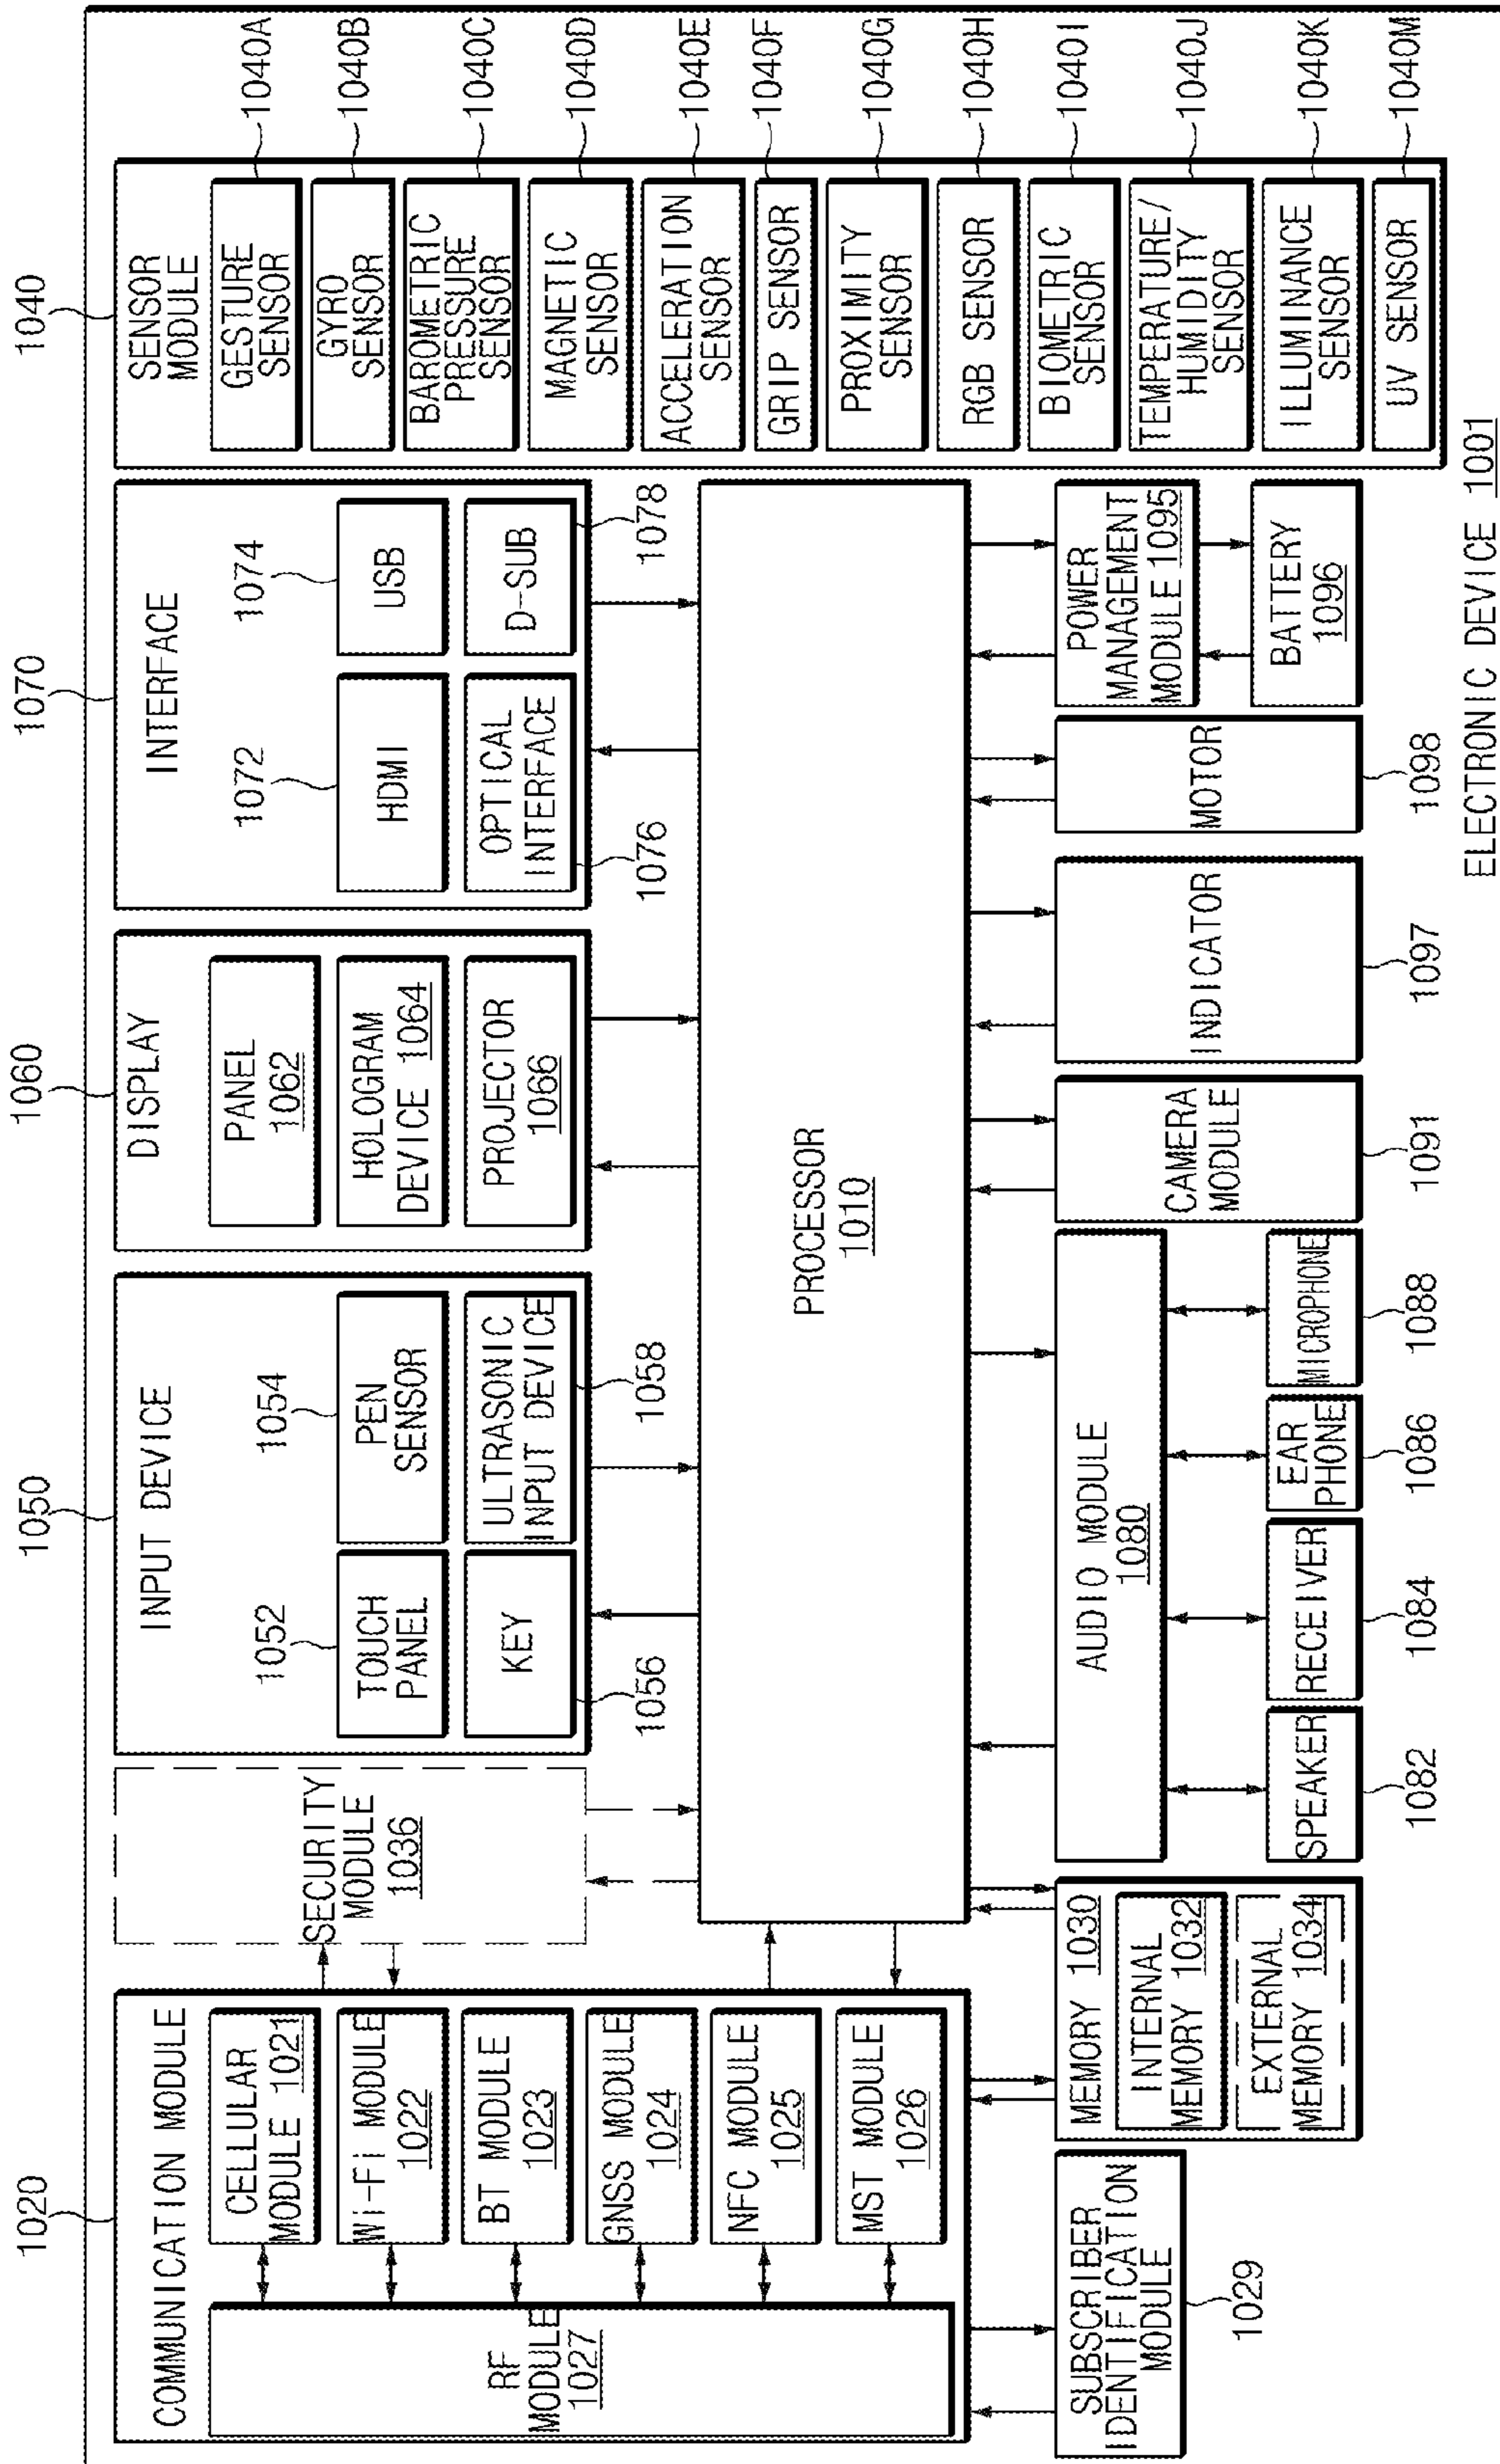 1020
COMMUNICATION MODULE
CELLULAR
MODULE 1021
Wi-Fi MODULE
1022
BT MODULE
1023
GNSS MODULE
1024
NFC MODULE
1025
MST MODULE
1026
RF
MODULE
1027
SECURITY
MODULE
1036
1050
INPUT DEVICE
1052
TOUCH
PANEL
1054
PEN
SENSOR
KEY
1056
ULTRASONIC
INPUT DEVICE
1058
1060
DISPLAY
PANEL
1062
HOLOGRAM
DEVICE 1064
PROJECTOR
1066
1070
INTERFACE
1072
HDMI
1074
USB
OPTICAL
INTERFACE
1076
D-SUB
1078
1040
SENSOR
MODULE
GESTURE
SENSOR
1040A
GYRO
SENSOR
1040B
BAROMETRIC
PRESSURE
SENSOR
1040C
MAGNETIC
SENSOR
1040D
ACCELERATION
SENSOR
1040E
GRIP SENSOR
1040F
PROXIMITY
SENSOR
1040G
RGB SENSOR
1040H
BIOMETRIC
SENSOR
1040I
TEMPERATURE/
HUMIDITY
SENSOR
1040J
ILLUMINANCE
SENSOR
1040K
UV SENSOR
1040M
PROCESSOR
1010
SUBSCRIBER
IDENTIFICATION
MODULE
1029
MEMORY 1030
INTERNAL
MEMORY 1032
EXTERNAL
MEMORY 1034
AUDIO MODULE
1080
SPEAKER
1082
RECEIVER
1084
EAR
PHONE
1086
MICROPHONE
1088
CAMERA
MODULE
1091
INDICATOR
1097
MOTOR
1098
POWER
MANAGEMENT
MODULE 1095
BATTERY
1096
ELECTRONIC DEVICE 1001